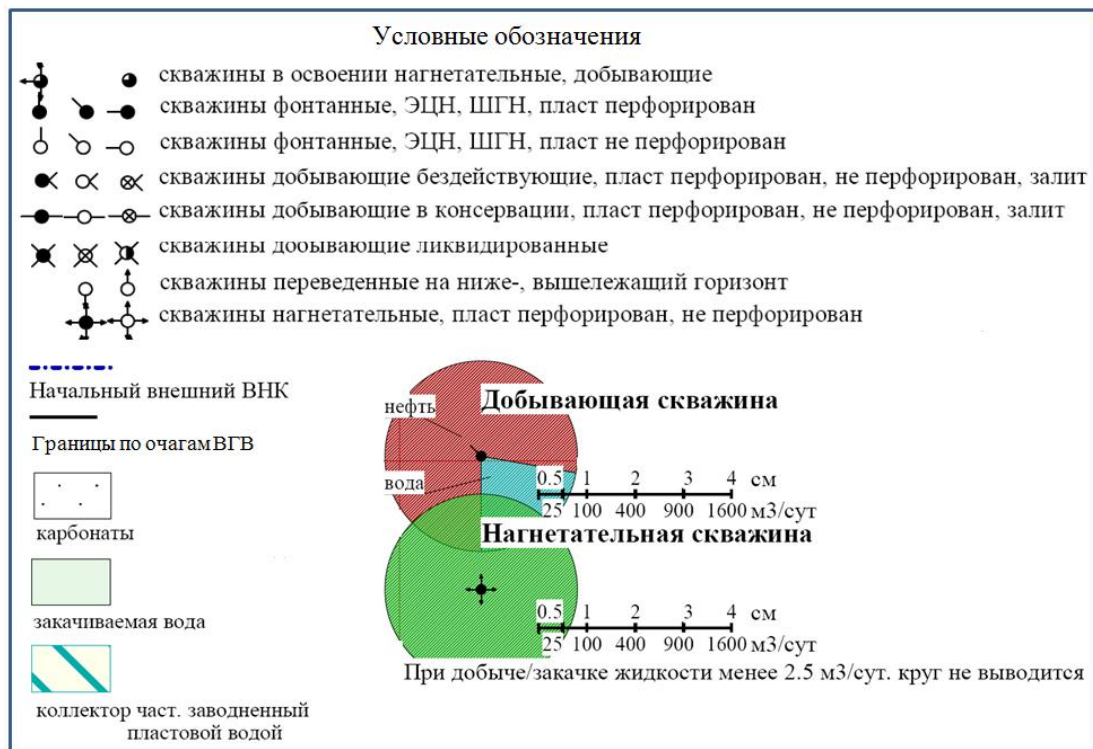 Условные обозначения
скважины в освоении нагнетательные, добывающие
скважины фонтанные, ЭЦН, ШГН, пласт перфорирован
скважины фонтанные, ЭЦН, ШГН, пласт не перфорирован
скважины добывающие бездействующие, пласт перфорирован, не перфорирован, залит
скважины добывающие в консервации, пласт перфорирован, не перфорирован, залит
скважины добывающие ликвидированные
скважины переведенные на ниже-, вышележащий горизонт
скважины нагнетательные, пласт перфорирован, не перфорирован
Начальный внешний ВНК
Границы по очагам ВГВ
карбонаты
закачиваемая вода
коллектор част. заводненный
пластовой водой
нефть
Добывающая скважина
вода
0.5 1 2 3 4 см
25 100 400 900 1600 м3/сут
Нагнетательная скважина
0.5 1 2 3 4 см
25 100 400 900 1600 м3/сут
При добыче/закачке жидкости менее 2.5 м3/сут. круг не выводится